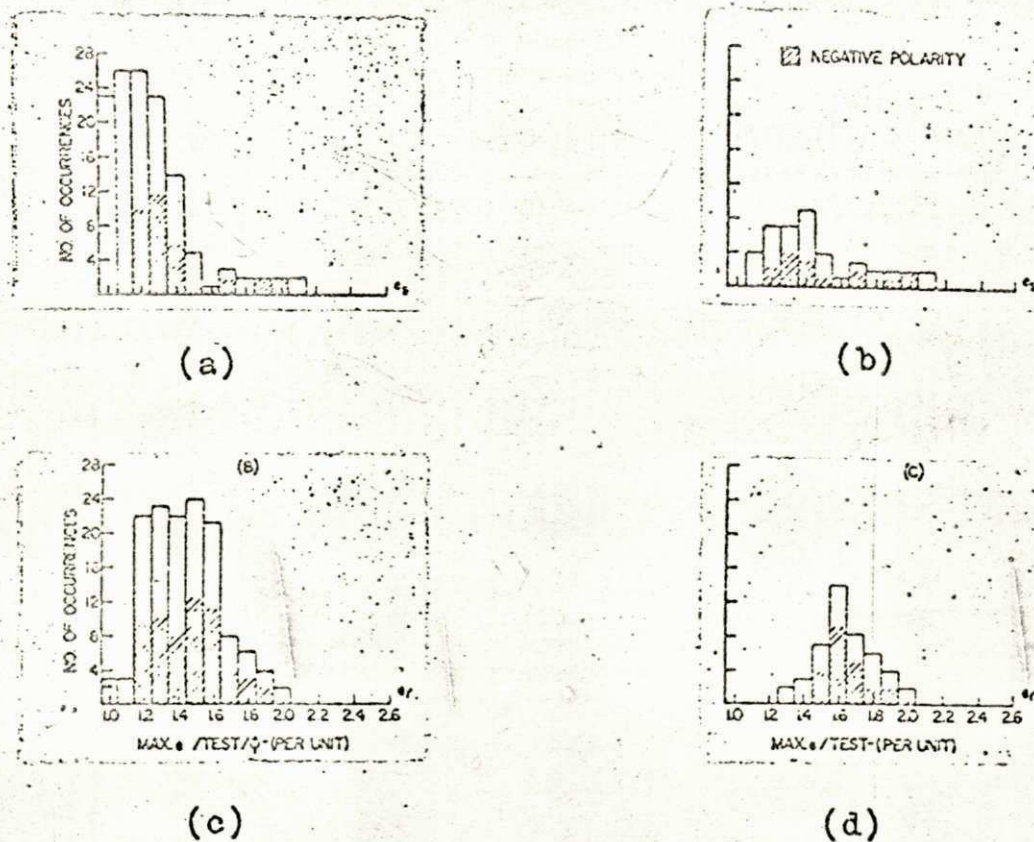 28
24
20
16
12
8
4
NO. OF OCCURRENCES
(a)
NEGATIVE POLARITY
(b)
28
24
20
16
12
8
4
NO. OF OCCURRENCES
(B)
1.0 1.2 1.4 1.6 1.8 2.0 2.2 2.4 2.6
MAX. e /TEST/ϕ-(PER UNIT)
(c)
(C)
1.0 1.2 1.4 1.6 1.8 2.0 2.2 2.4 2.6
MAX. e /TEST-(PER UNIT)
(d)